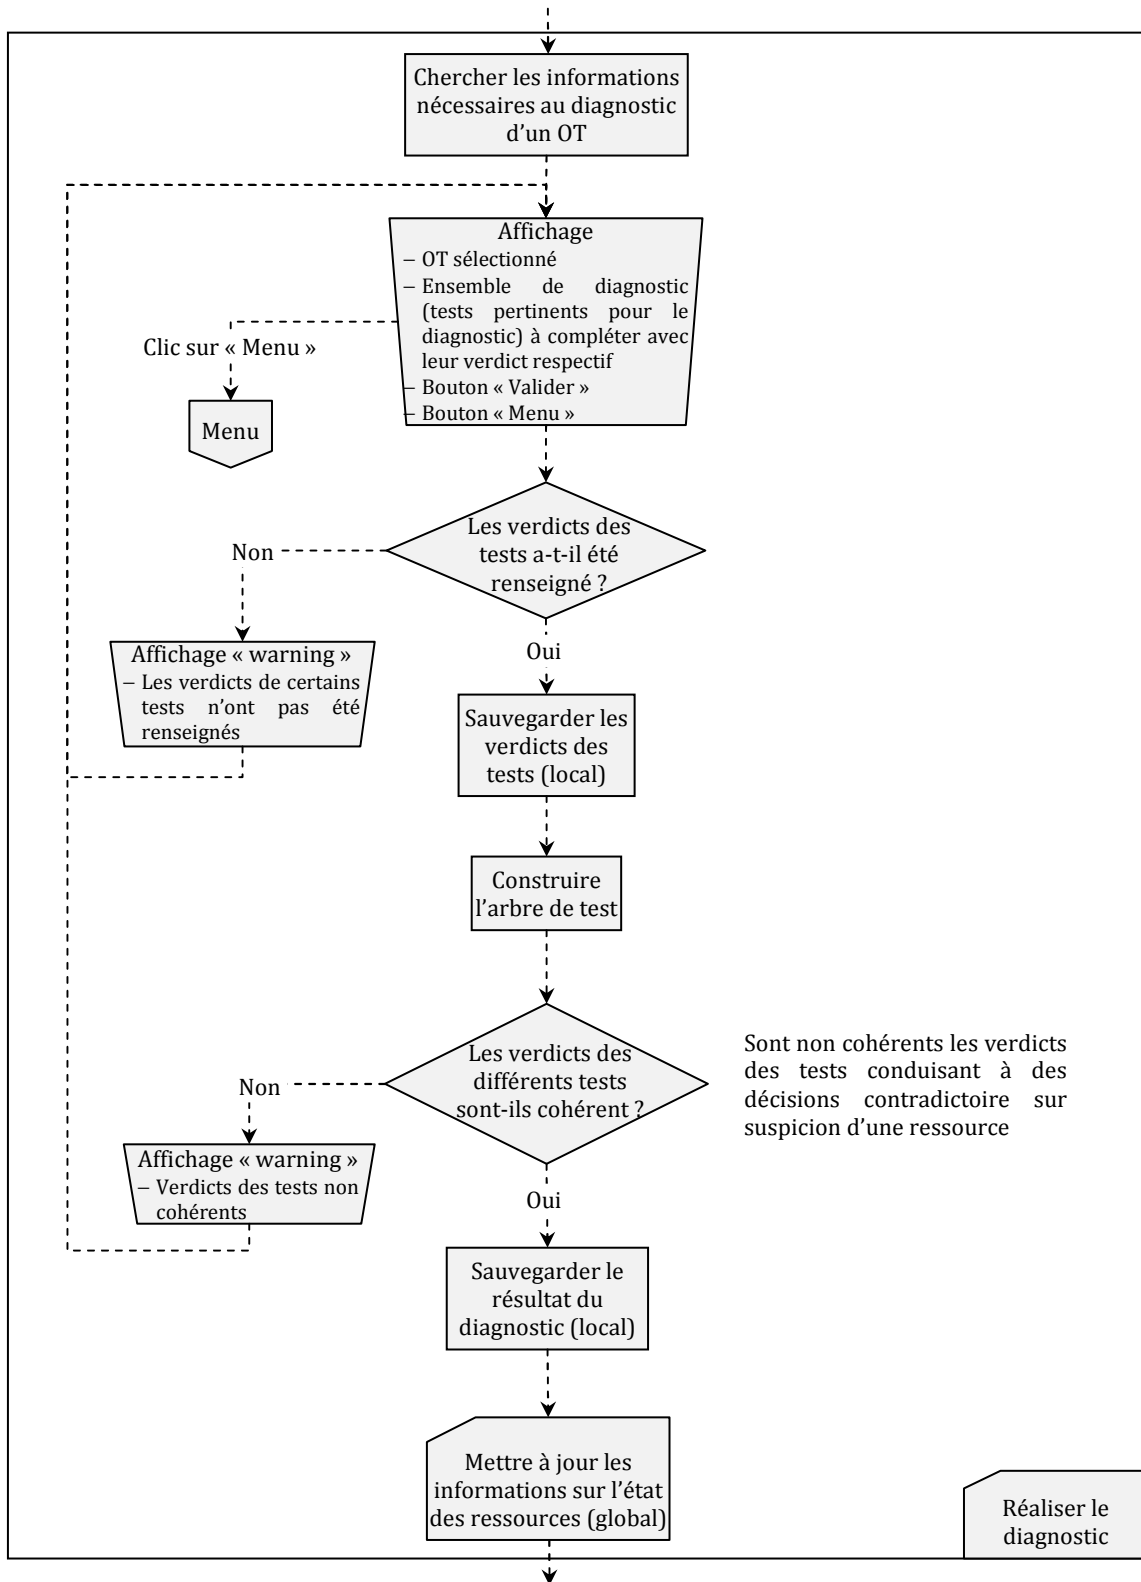 Chercher les informations
nécessaires au diagnostic
d’un OT
Affichage
– OT sélectionné
– Ensemble de diagnostic
(tests pertinents pour le
diagnostic) à compléter avec
leur verdict respectif
– Bouton « Valider »
– Bouton « Menu »
Clic sur « Menu »
Menu
Les verdicts des
tests a-t-il été
renseigné ?
Non
Affichage « warning »
– Les verdicts de certains
tests n'ont pas été
renseignés
Oui
Sauvegarder les
verdicts des
tests (local)
Construire
l’arbre de test
Les verdicts des
différents tests
sont-ils cohérent ?
Sont non cohérents les verdicts
des tests conduisant à des
décisions contradictoire sur
suspicion d’une ressource
Non
Affichage « warning »
– Verdicts des tests non
cohérents
Oui
Sauvegarder le
résultat du
diagnostic (local)
Mettre à jour les
informations sur l’état
des ressources (global)
Réaliser le
diagnostic